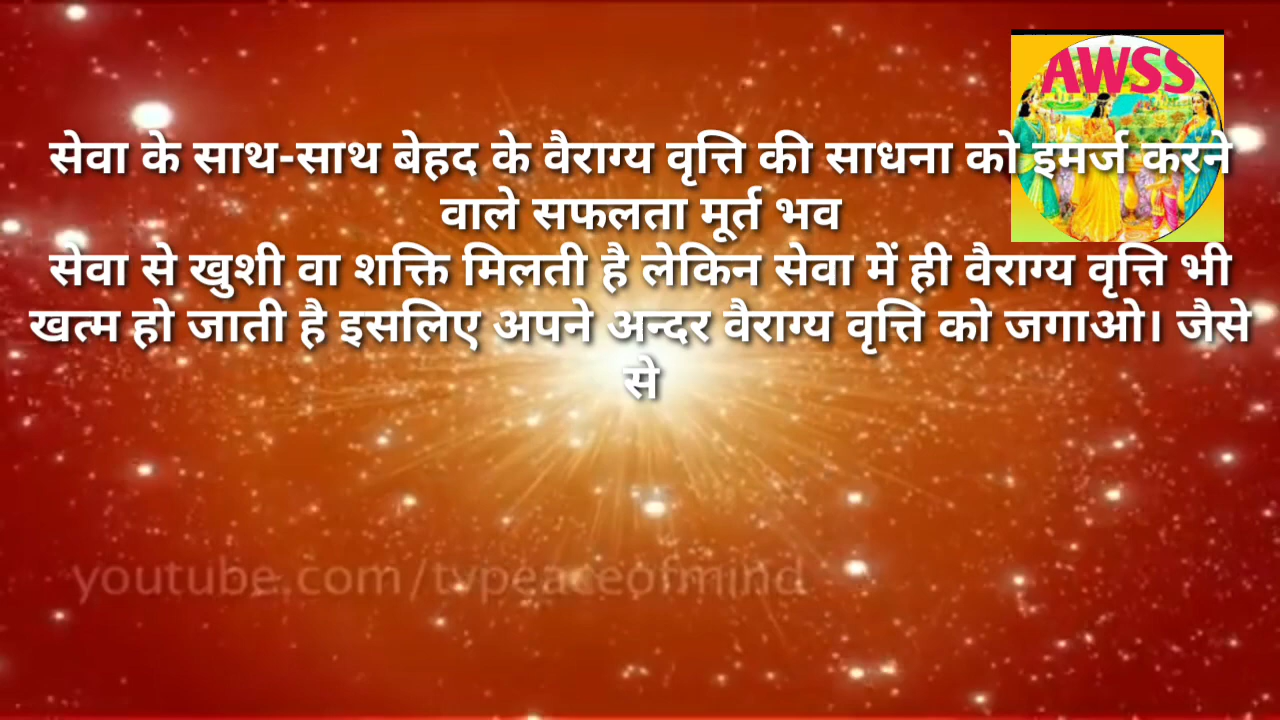 AWSS
सेवा के साथ-साथ बेहद के वैराग्य वृत्ति की साधना को इमर्ज करने
वाले सफलता मूर्त भव
सेवा से खुशी वा शक्ति मिलती है लेकिन सेवा में ही वैराग्य वृत्ति भी
खत्म हो जाती है इसलिए अपने अन्दर वैराग्य वृत्ति को जगाओ। जैसे
से
youtube.com/tvpeaceofmind